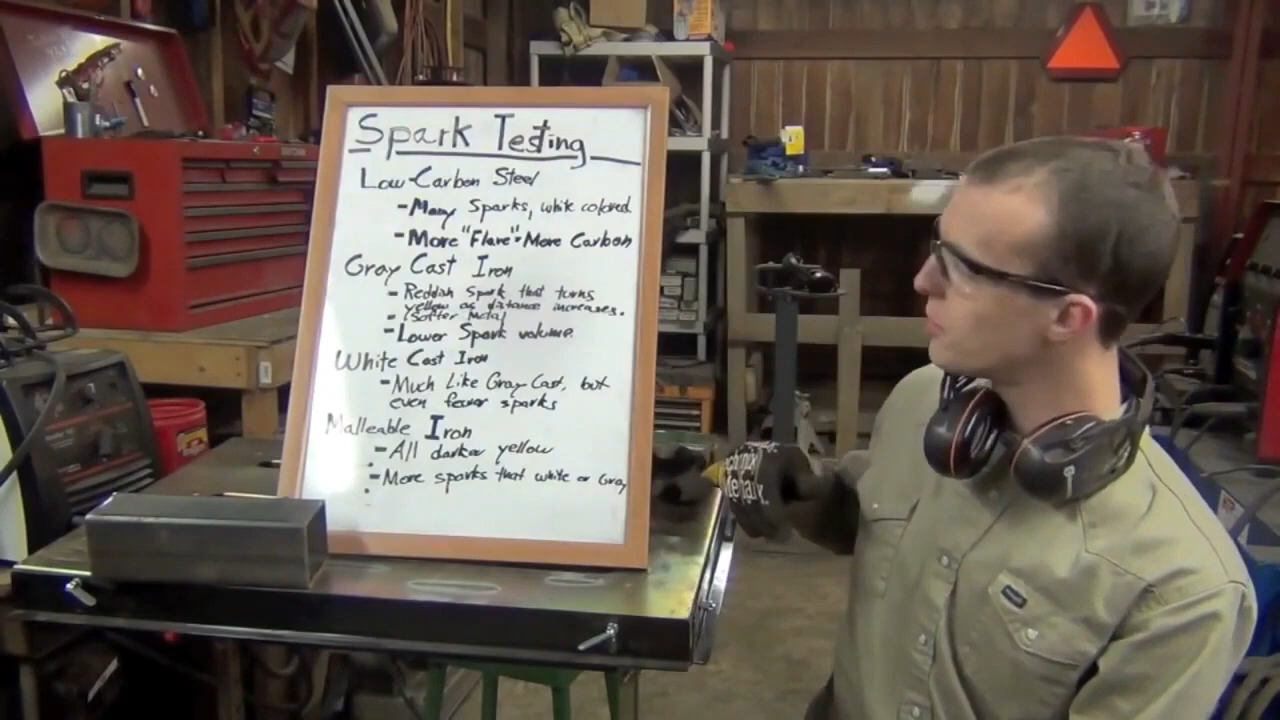 Spark Testing
Low-Carbon Steel
- Many Sparks, white colored.
- More "Flare" = More Carbon
Gray Cast Iron
- Reddish Spark that turns
yellow as distance increases.
- Softer Metal
- Lower Spark volume
White Cast Iron
- Much Like Gray Cast, but
even fewer sparks
Malleable Iron
- All darker yellow
- More sparks that white or Gray